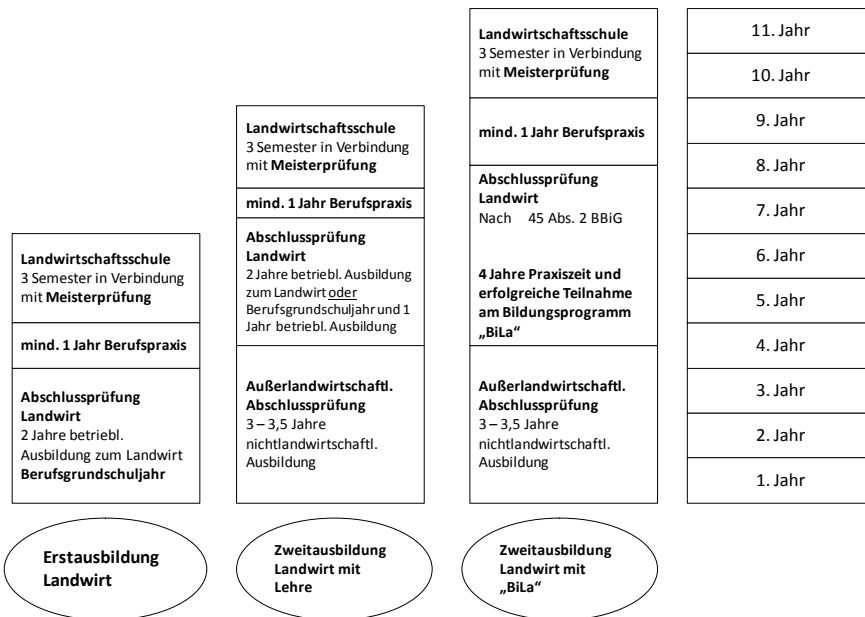 Landwirtschaftsschule
3 Semester in Verbindung
mit Meisterprüfung
mind. 1 Jahr Berufspraxis
Abschlussprüfung
Landwirt
2 Jahre betriebl.
Ausbildung zum Landwirt
Berufsgrundschuljahr
Erstausbildung
Landwirt
Landwirtschaftsschule
3 Semester in Verbindung
mit Meisterprüfung
mind. 1 Jahr Berufspraxis
Abschlussprüfung
Landwirt
2 Jahre betriebl. Ausbildung
zum Landwirt oder
Berufsgrundschuljahr und 1
Jahr betriebl. Ausbildung
Außerlandwirtschaftl.
Abschlussprüfung
3 – 3,5 Jahre
nichtlandwirtschaftl.
Ausbildung
Zweitausbildung
Landwirt mit
Lehre
Landwirtschaftsschule
3 Semester in Verbindung
mit Meisterprüfung
mind. 1 Jahr Berufspraxis
Abschlussprüfung
Landwirt
Nach 45 Abs. 2 BBiG
4 Jahre Praxiszeit und
erfolgreiche Teilnahme
am Bildungsprogramm
„BiLa“
Außerlandwirtschaftl.
Abschlussprüfung
3 – 3,5 Jahre
nichtlandwirtschaftl.
Ausbildung
Zweitausbildung
Landwirt mit
„BiLa“
11. Jahr
10. Jahr
9. Jahr
8. Jahr
7. Jahr
6. Jahr
5. Jahr
4. Jahr
3. Jahr
2. Jahr
1. Jahr